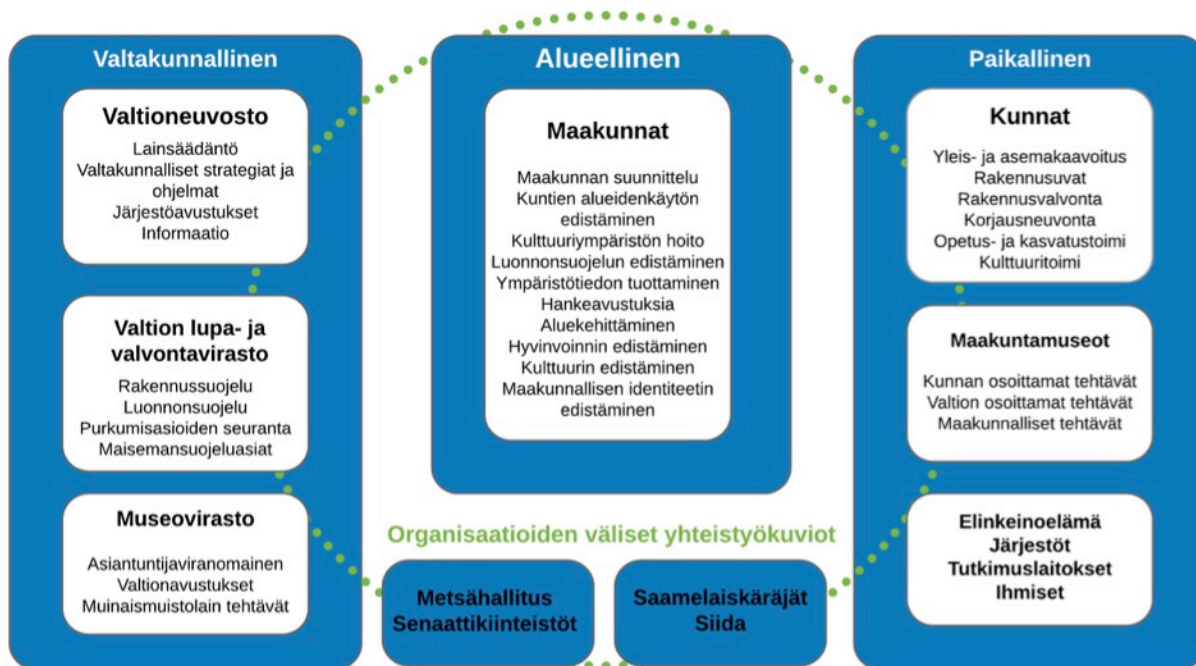 Valtakunnallinen
Valtioneuvosto
Lainsäädäntö
Valtakunnalliset strategiat ja
ohjelmat
Järjestöavustukset
Informaatio
Valtion lupa- ja
valvontavirasto
Rakennussuojelu
Luonnonsuojelu
Purkumisasioiden seuranta
Maisemansuojeluasiat
Museovirasto
Asiantuntijaviranomainen
Valtionavustukset
Muinaismuistolain tehtävät
Alueellinen
Maakunnat
Maakunnan suunnittelu
Kuntien alueidenkäytön
edistäminen
Kulttuuriympäristön hoito
Luonnonsuojelun edistäminen
Ympäristötiedon tuottaminen
Hankeavustuksia
Aluekehittäminen
Hyvinvoinnin edistäminen
Kulttuurin edistäminen
Maakunnallisen identiteetin
edistäminen
Paikallinen
Kunnat
Yleis- ja asemakaavoitus
Rakennusuvat
Rakennusvalvonta
Korjausneuvonta
Opetus- ja kasvatustoimi
Kulttuuritoimi
Maakuntamuseot
Kunnan osoittamat tehtävät
Valtion osoittamat tehtävät
Maakunnalliset tehtävät
Elinkeinoelämä
Järjestöt
Tutkimuslaitokset
Ihmiset
Organisaatioiden väliset yhteistyökuviot
Metsähallitus
Senaattikiinteistöt
Saamelaiskäräjät
Siida